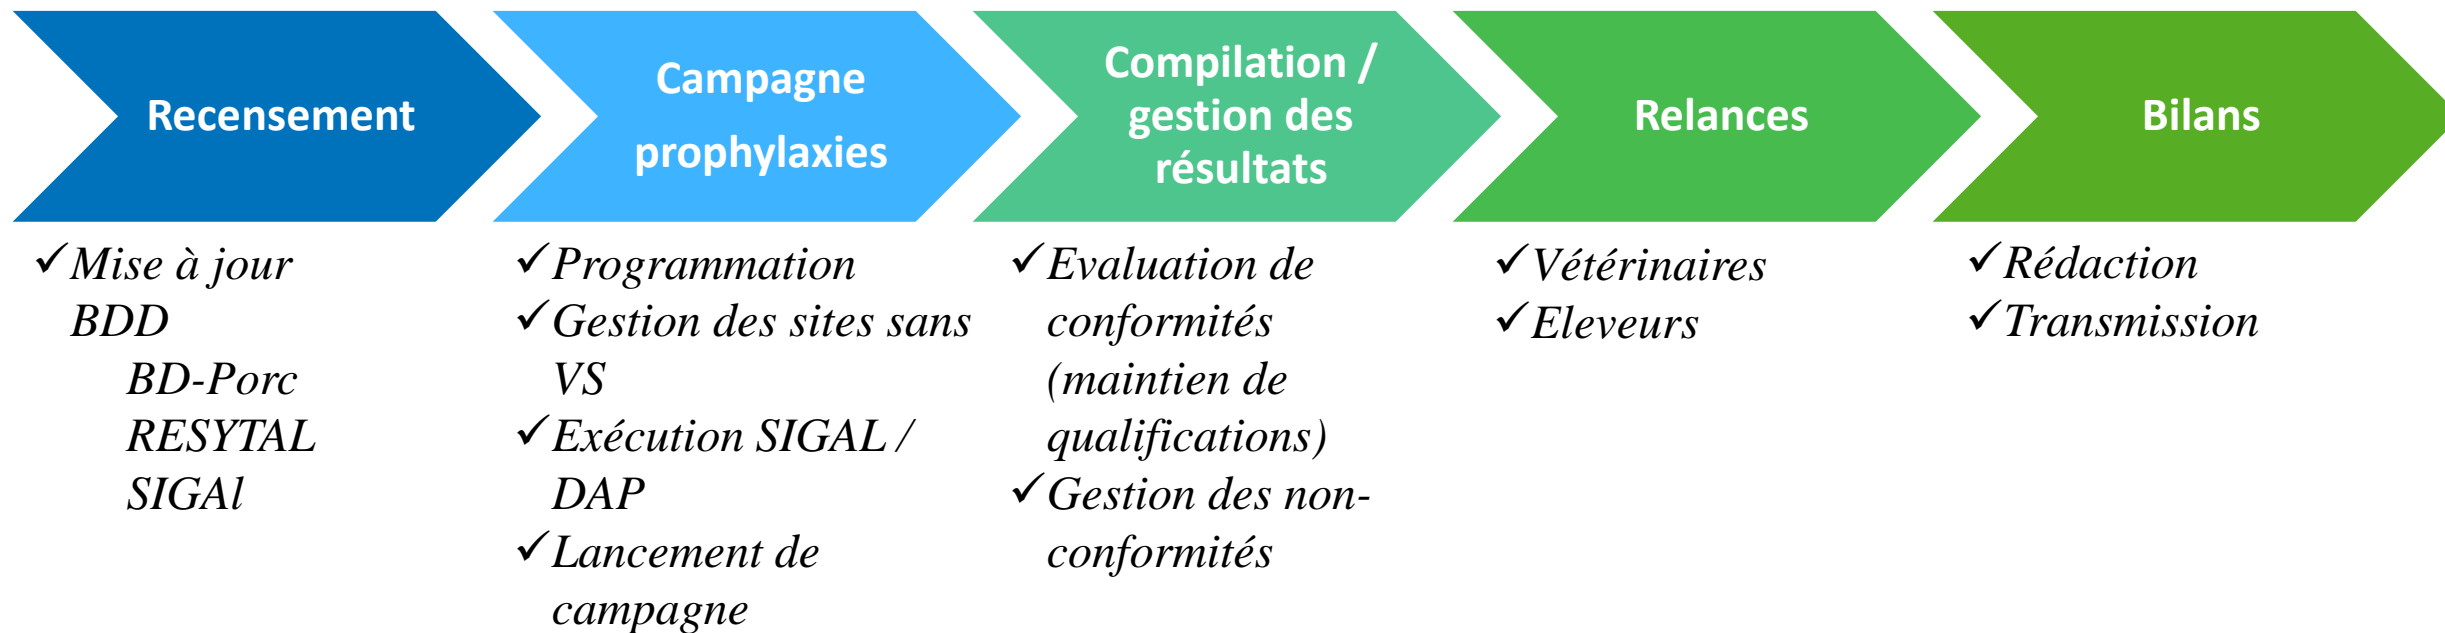 Recensement
Campagne
prophylaxies
Compilation /
gestion des
résultats
Relances
Bilans
✓Mise à jour
BDD
BD-Porc
RESYTAL
SIGAl
✓Programmation
✓Gestion des sites sans
VS
✓Exécution SIGAL /
DAP
✓Lancement de
campagne
✓Evaluation de
conformités
(maintien de
qualifications)
✓Gestion des non-
conformités
✓Vétérinaires
✓Eleveurs
✓Rédaction
✓Transmission